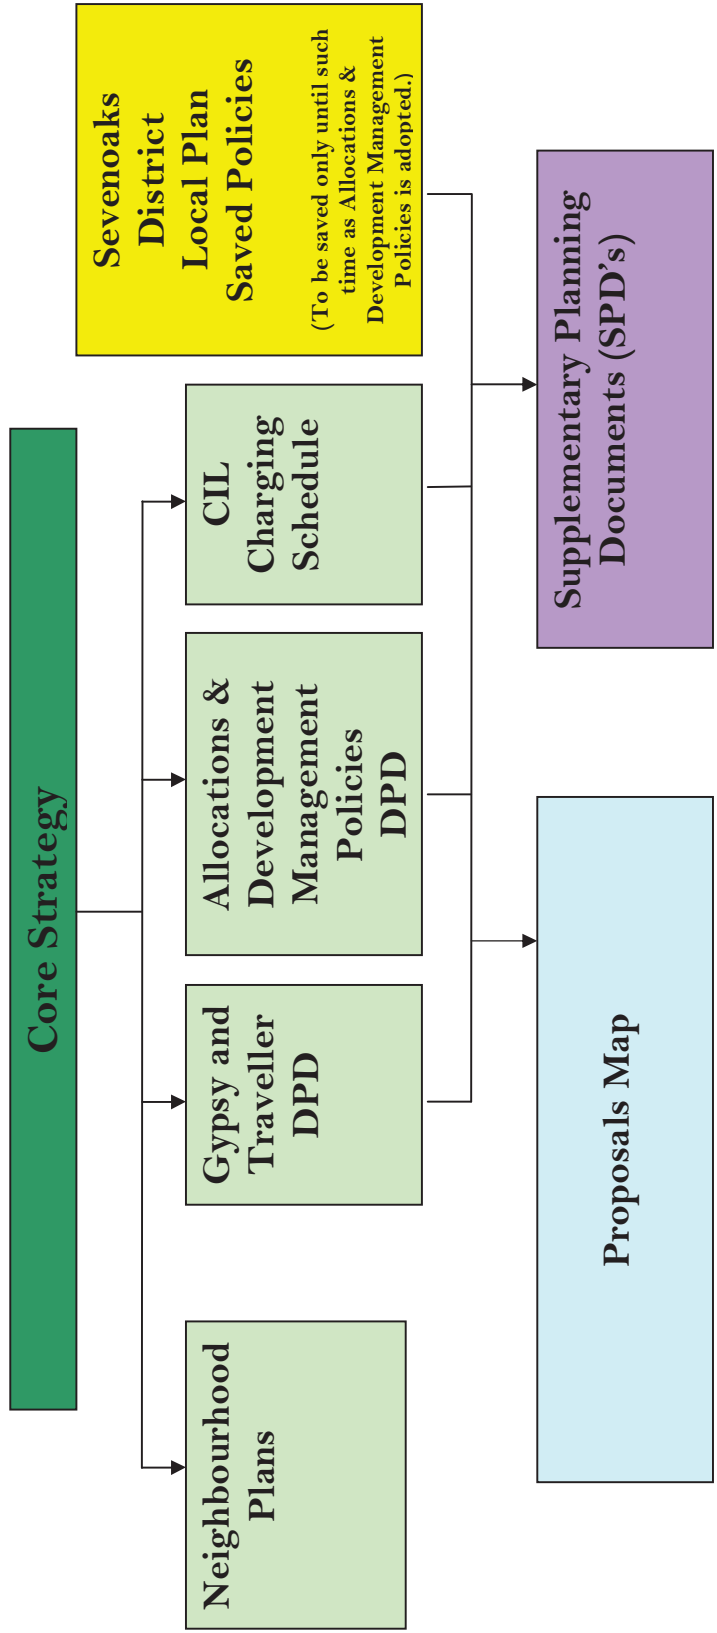 Core Strategy
Neighbourhood
Plans
Gypsy and
Traveller
DPD
Allocations &
Development
Management
Policies
DPD
CIL
Charging
Schedule
Sevenoaks
District
Local Plan
Saved Policies
(To be saved only until such
time as Allocations &
Development Management
Policies is adopted.)
Proposals Map
Supplementary Planning
Documents (SPD's)